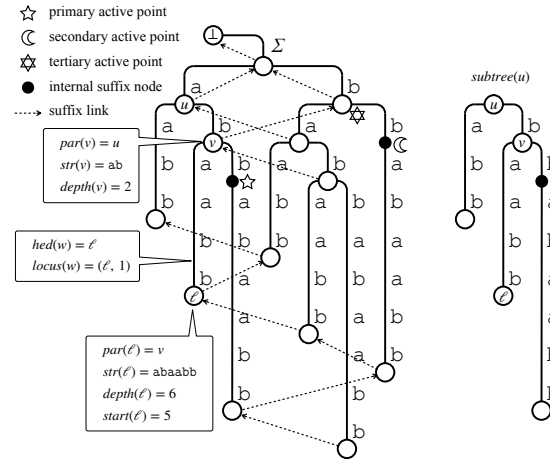 primary active point
secondary active point
tertiary active point
internal suffix node
suffix link
⊥
Σ
a
b
subtree(u)
u
u
a
b
b
a
b
v
v
par(v) = u
str(v) = ab
depth(v) = 2
b
a
a
b
b
a
a
b
b
a
b
b
a
a
a
hed(w) = ℓ
locus(w) = (ℓ, 1)
b
b
b
a
a
ℓ
ℓ
par(ℓ) = v
str(ℓ) = abaabb
depth(ℓ) = 6
start(ℓ) = 5
a
b
b
b
b
a
b
b
b
b